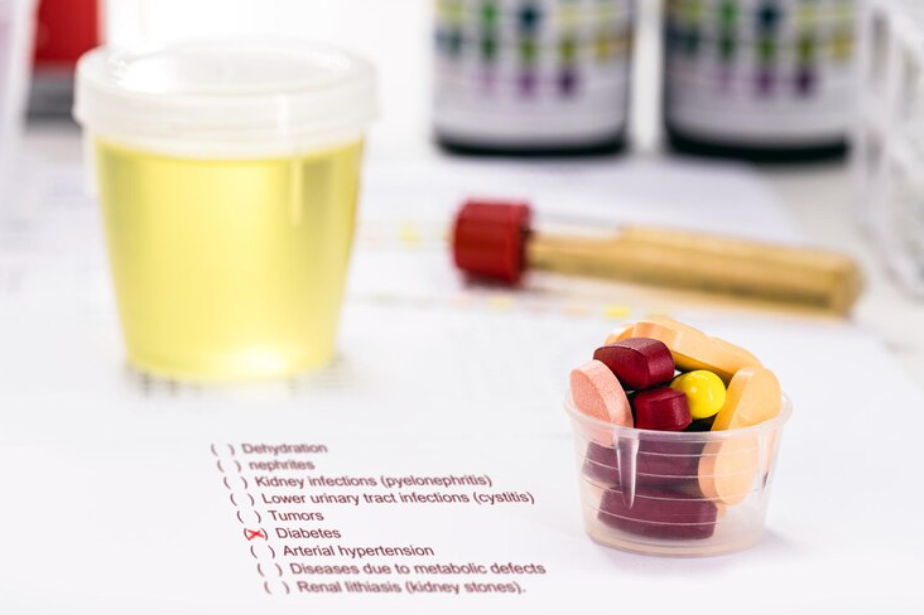 ( ) Dehydration
( ) nephrites
( ) Kidney infections (pyelonephritis)
( ) Lower urinary tract infections (cystitis)
( ) Tumors
(X) Diabetes
( ) Arterial hypertension
( ) Diseases due to metabolic defects
( ) Renal lithiasis (kidney stones).